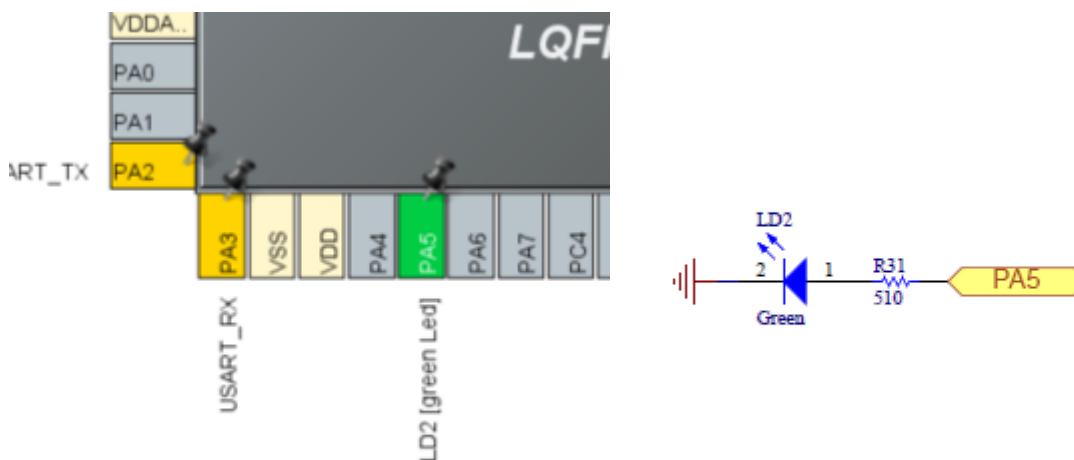 VDDA..
PA0
LQF
PA1
ART_TX
PA2
PA3
VSS
VDD
PA4
PA5
PA6
PA7
PC4
USART_RX
LD2 [green Led]
LD2
2
1
R31
510
PA5
Green